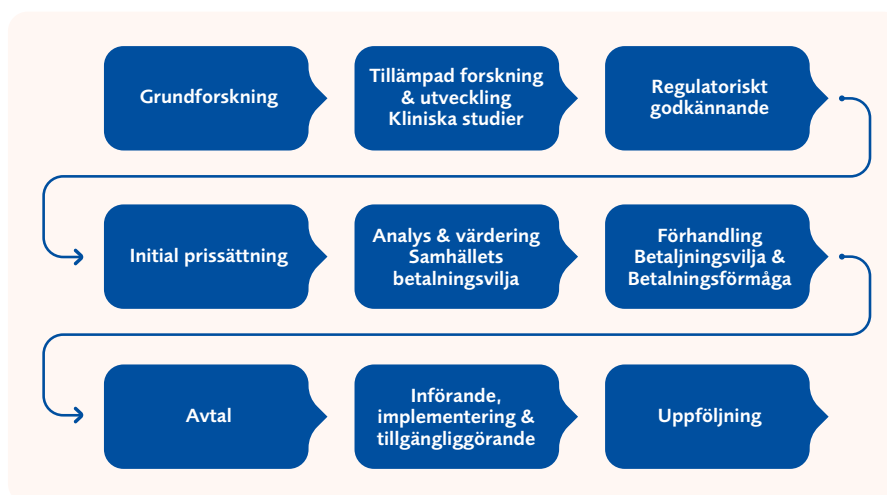 Grundforskning
Tillämpad forskning
& utveckling
Kliniska studier
Regulatoriskt
godkännande
Initial prissättning
Analys & värdering
Samhällets
betalningsvilja
Förhandling
Betaljningsvilja &
Betalningsförmåga
Avtal
Införande,
implementering &
tillgängliggörande
Uppföljning